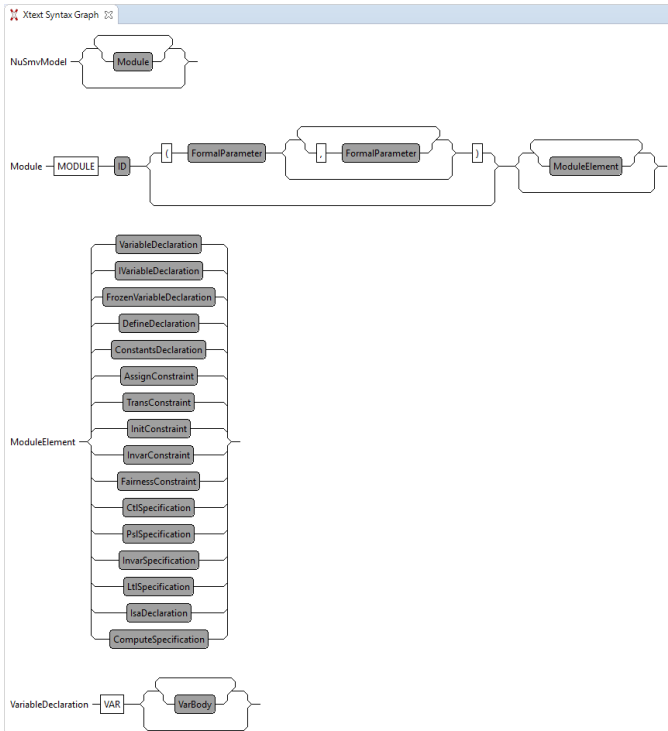 Xtext Syntax Graph
NuSmvModel Module
Module MODULE ID ( FormalParameter , FormalParameter ) ModuleElement
VariableDeclaration
IVariableDeclaration
FrozenVariableDeclaration
DefineDeclaration
ConstantsDeclaration
AssignConstraint
TransConstraint
InitConstraint
ModuleElement
InvarConstraint
FairnessConstraint
CtlSpecification
PslSpecification
InvarSpecification
LtlSpecification
IsaDeclaration
ComputeSpecification
VariableDeclaration VAR VarBody